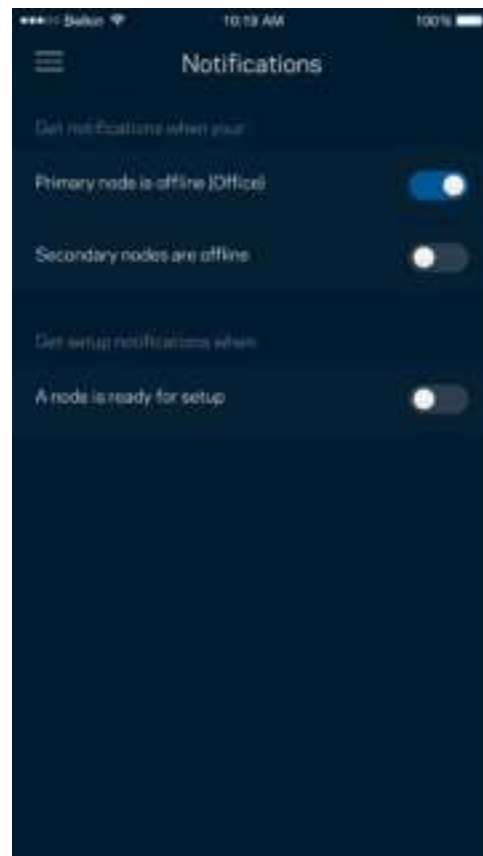 Belkin 10:19 AM 100%
Notifications
Get notifications when your:
Primary node is offline (Office)
Secondary nodes are offline
Get setup notifications when:
A node is ready for setup